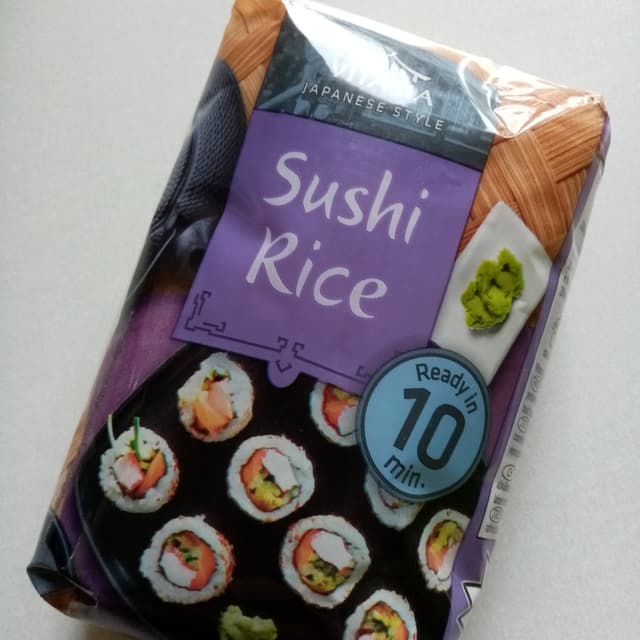 JAPANESE STYLE
Sushi
Rice
Ready in
10
min.